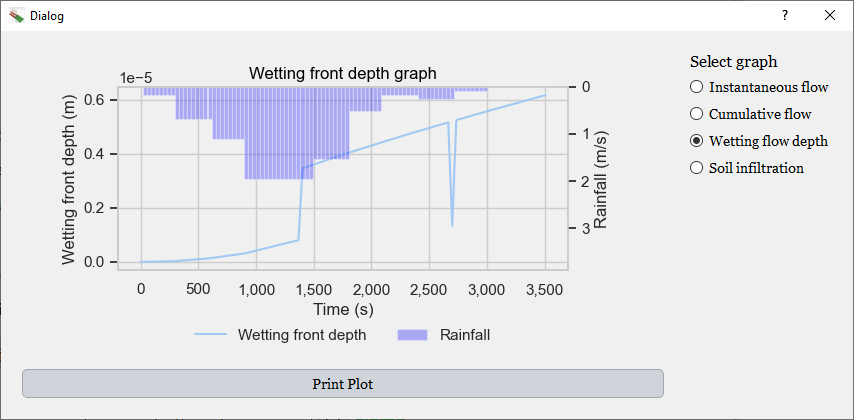 Dialog
?
Select graph
Instantaneous flow
Cumulative flow
Wetting flow depth
Soil infiltration
1e−5
Wetting front depth graph
Wetting front depth (m)
0.6
0.4
0.2
0.0
0
1
2
3
Rainfall (m/s)
0 500 1,000 1,500 2,000 2,500 3,000 3,500
Time (s)
Wetting front depth Rainfall
Print Plot